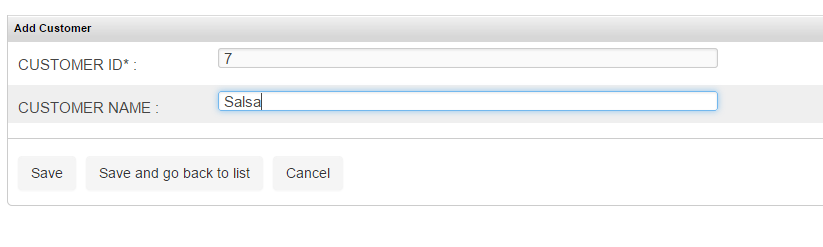 Add Customer
CUSTOMER ID* : 7
CUSTOMER NAME : Salsa
Save Save and go back to list Cancel